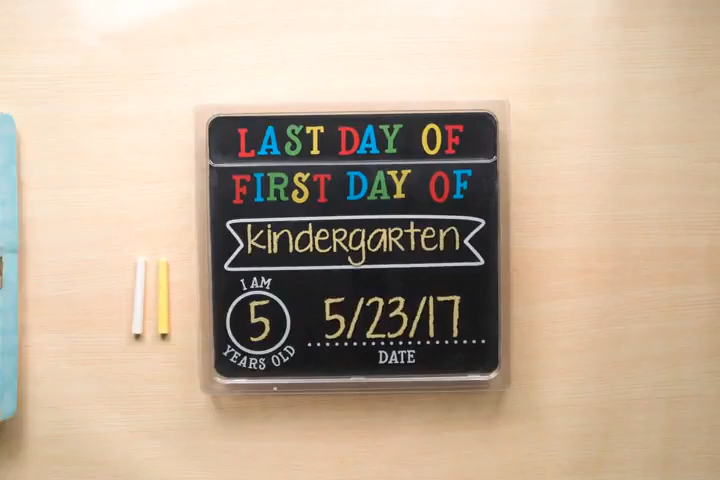 LAST DAY OF
FIRST DAY OF
kindergarten
I AM
5
YEARS OLD
5/23/17
DATE